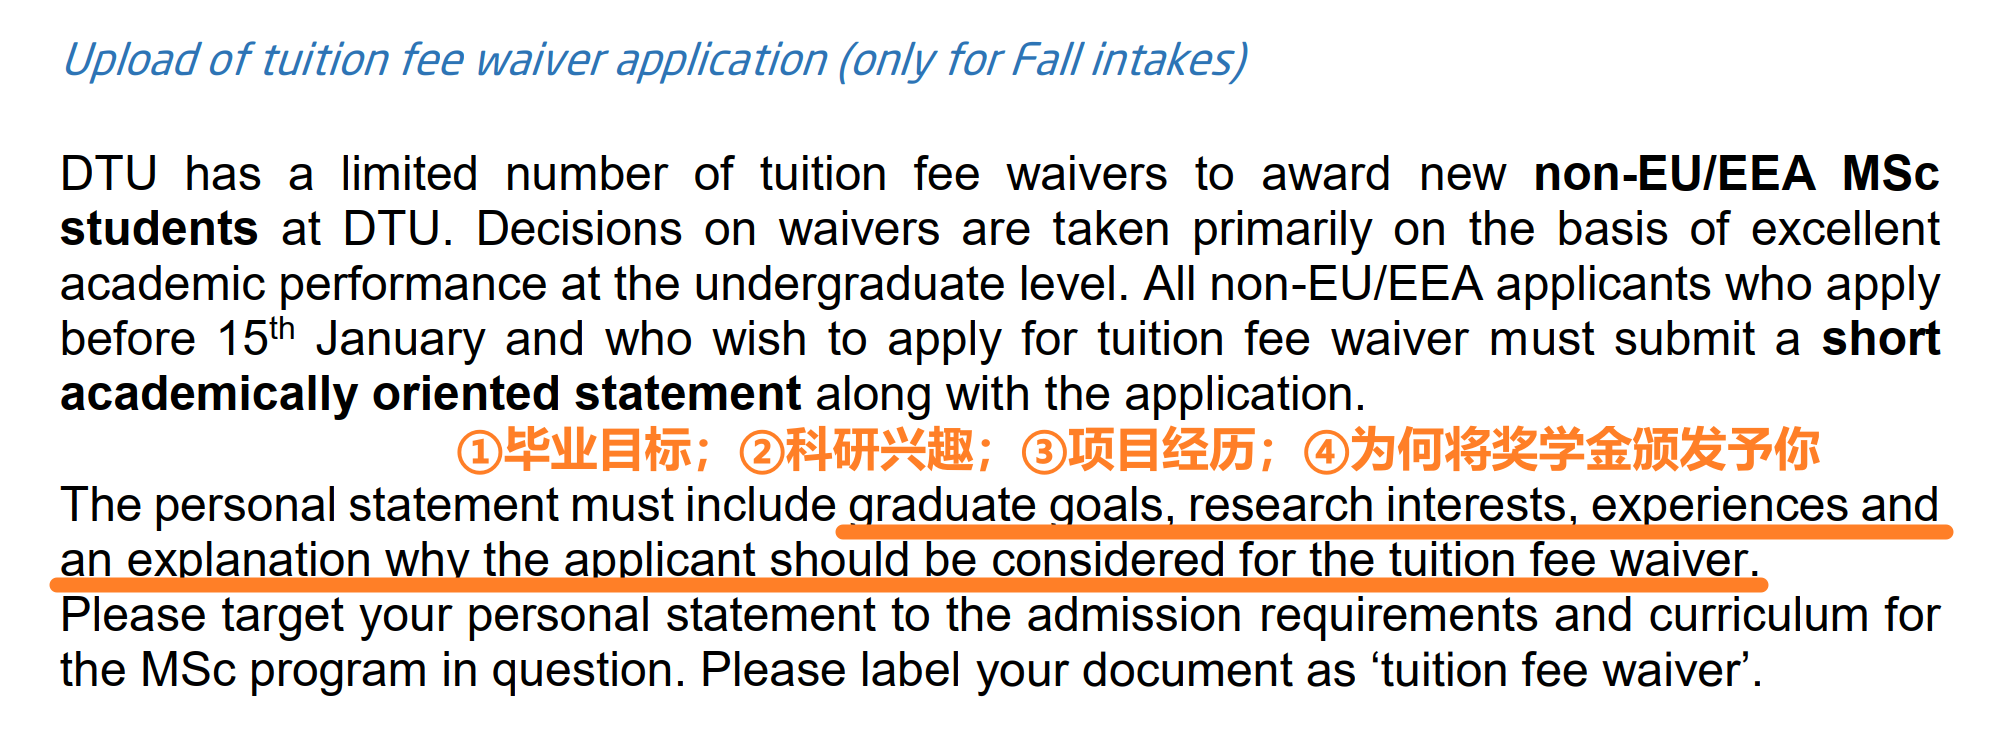 Upload of tuition fee waiver application (only for Fall intakes)
DTU has a limited number of tuition fee waivers to award new non-EU/EEA MSc
students at DTU. Decisions on waivers are taken primarily on the basis of excellent
academic performance at the undergraduate level. All non-EU/EEA applicants who apply
before 15th January and who wish to apply for tuition fee waiver must submit a short
academically oriented statement along with the application.
①毕业目标；②科研兴趣；③项目经历；④为何将奖学金颁发予你
The personal statement must include graduate goals, research interests, experiences and
an explanation why the applicant should be considered for the tuition fee waiver.
Please target your personal statement to the admission requirements and curriculum for
the MSc program in question. Please label your document as ‘tuition fee waiver’.